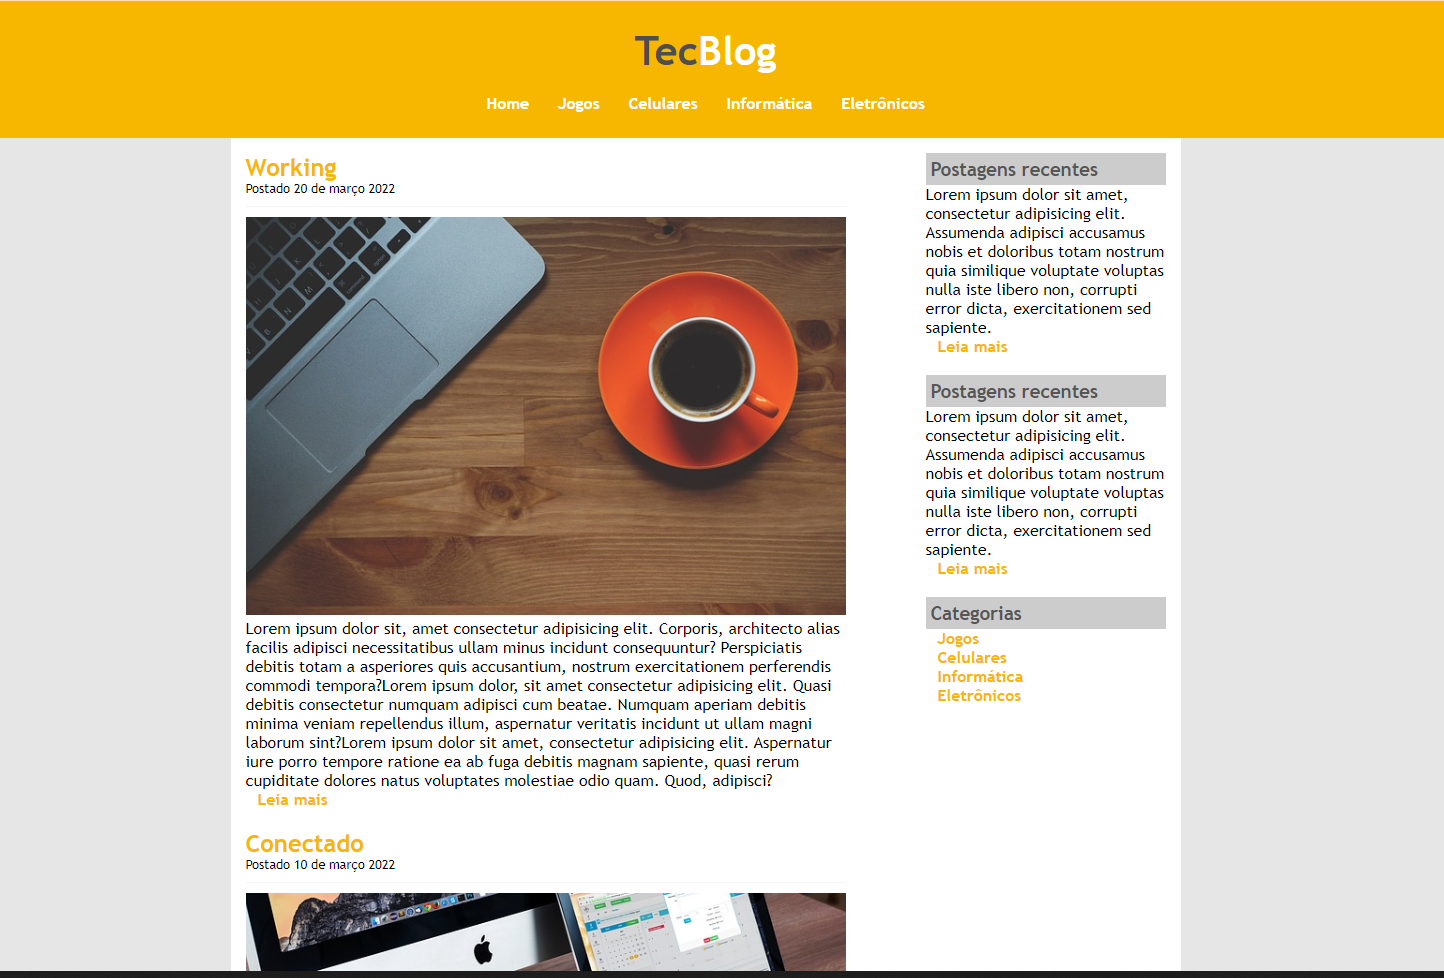 TecBlog
Home Jogos Celulares Informática Eletrônicos
Working
Postado 20 de março 2022
Lorem ipsum dolor sit, amet consectetur adipisicing elit. Corporis, architecto alias
facilis adipisci necessitatibus ullam minus incidunt consequuntur? Perspiciatis
debitis totam a asperiores quis accusantium, nostrum exercitationem perferendis
commodi tempora?Lorem ipsum dolor, sit amet consectetur adipisicing elit. Quasi
debitis consectetur numquam adipisci cum beatae. Numquam aperiam debitis
minima veniam repellendus illum, aspernatur veritatis incidunt ut ullam magni
laborum sint?Lorem ipsum dolor sit amet, consectetur adipisicing elit. Aspernatur
iure porro tempore ratione ea ab fuga debitis magnam sapiente, quasi rerum
cupiditate dolores natus voluptates molestiae odio quam. Quod, adipisci?
Leia mais
Conectado
Postado 10 de março 2022
Postagens recentes
Lorem ipsum dolor sit amet,
consectetur adipisicing elit.
Assumenda adipisci accusamus
nobis et doloribus totam nostrum
quia similique voluptate voluptas
nulla iste libero non, corrupti
error dicta, exercitationem sed
sapiente.
Leia mais
Postagens recentes
Lorem ipsum dolor sit amet,
consectetur adipisicing elit.
Assumenda adipisci accusamus
nobis et doloribus totam nostrum
quia similique voluptate voluptas
nulla iste libero non, corrupti
error dicta, exercitationem sed
sapiente.
Leia mais
Categorias
Jogos
Celulares
Informática
Eletrônicos